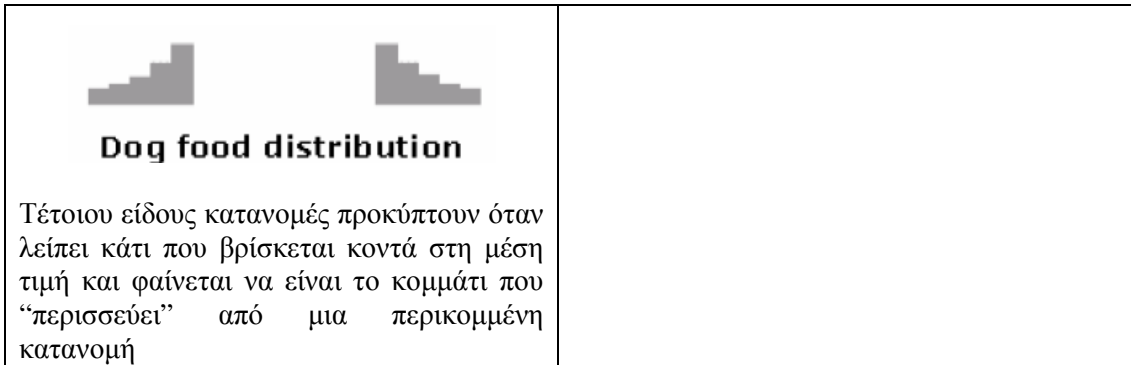 Dog food distribution
Τέτοιου είδους κατανομές προκύπτουν όταν
λείπει κάτι που βρίσκεται κοντά στη μέση
τιμή και φαίνεται να είναι το κομμάτι που
“περισσεύει” από μια περικομμένη
κατανομή